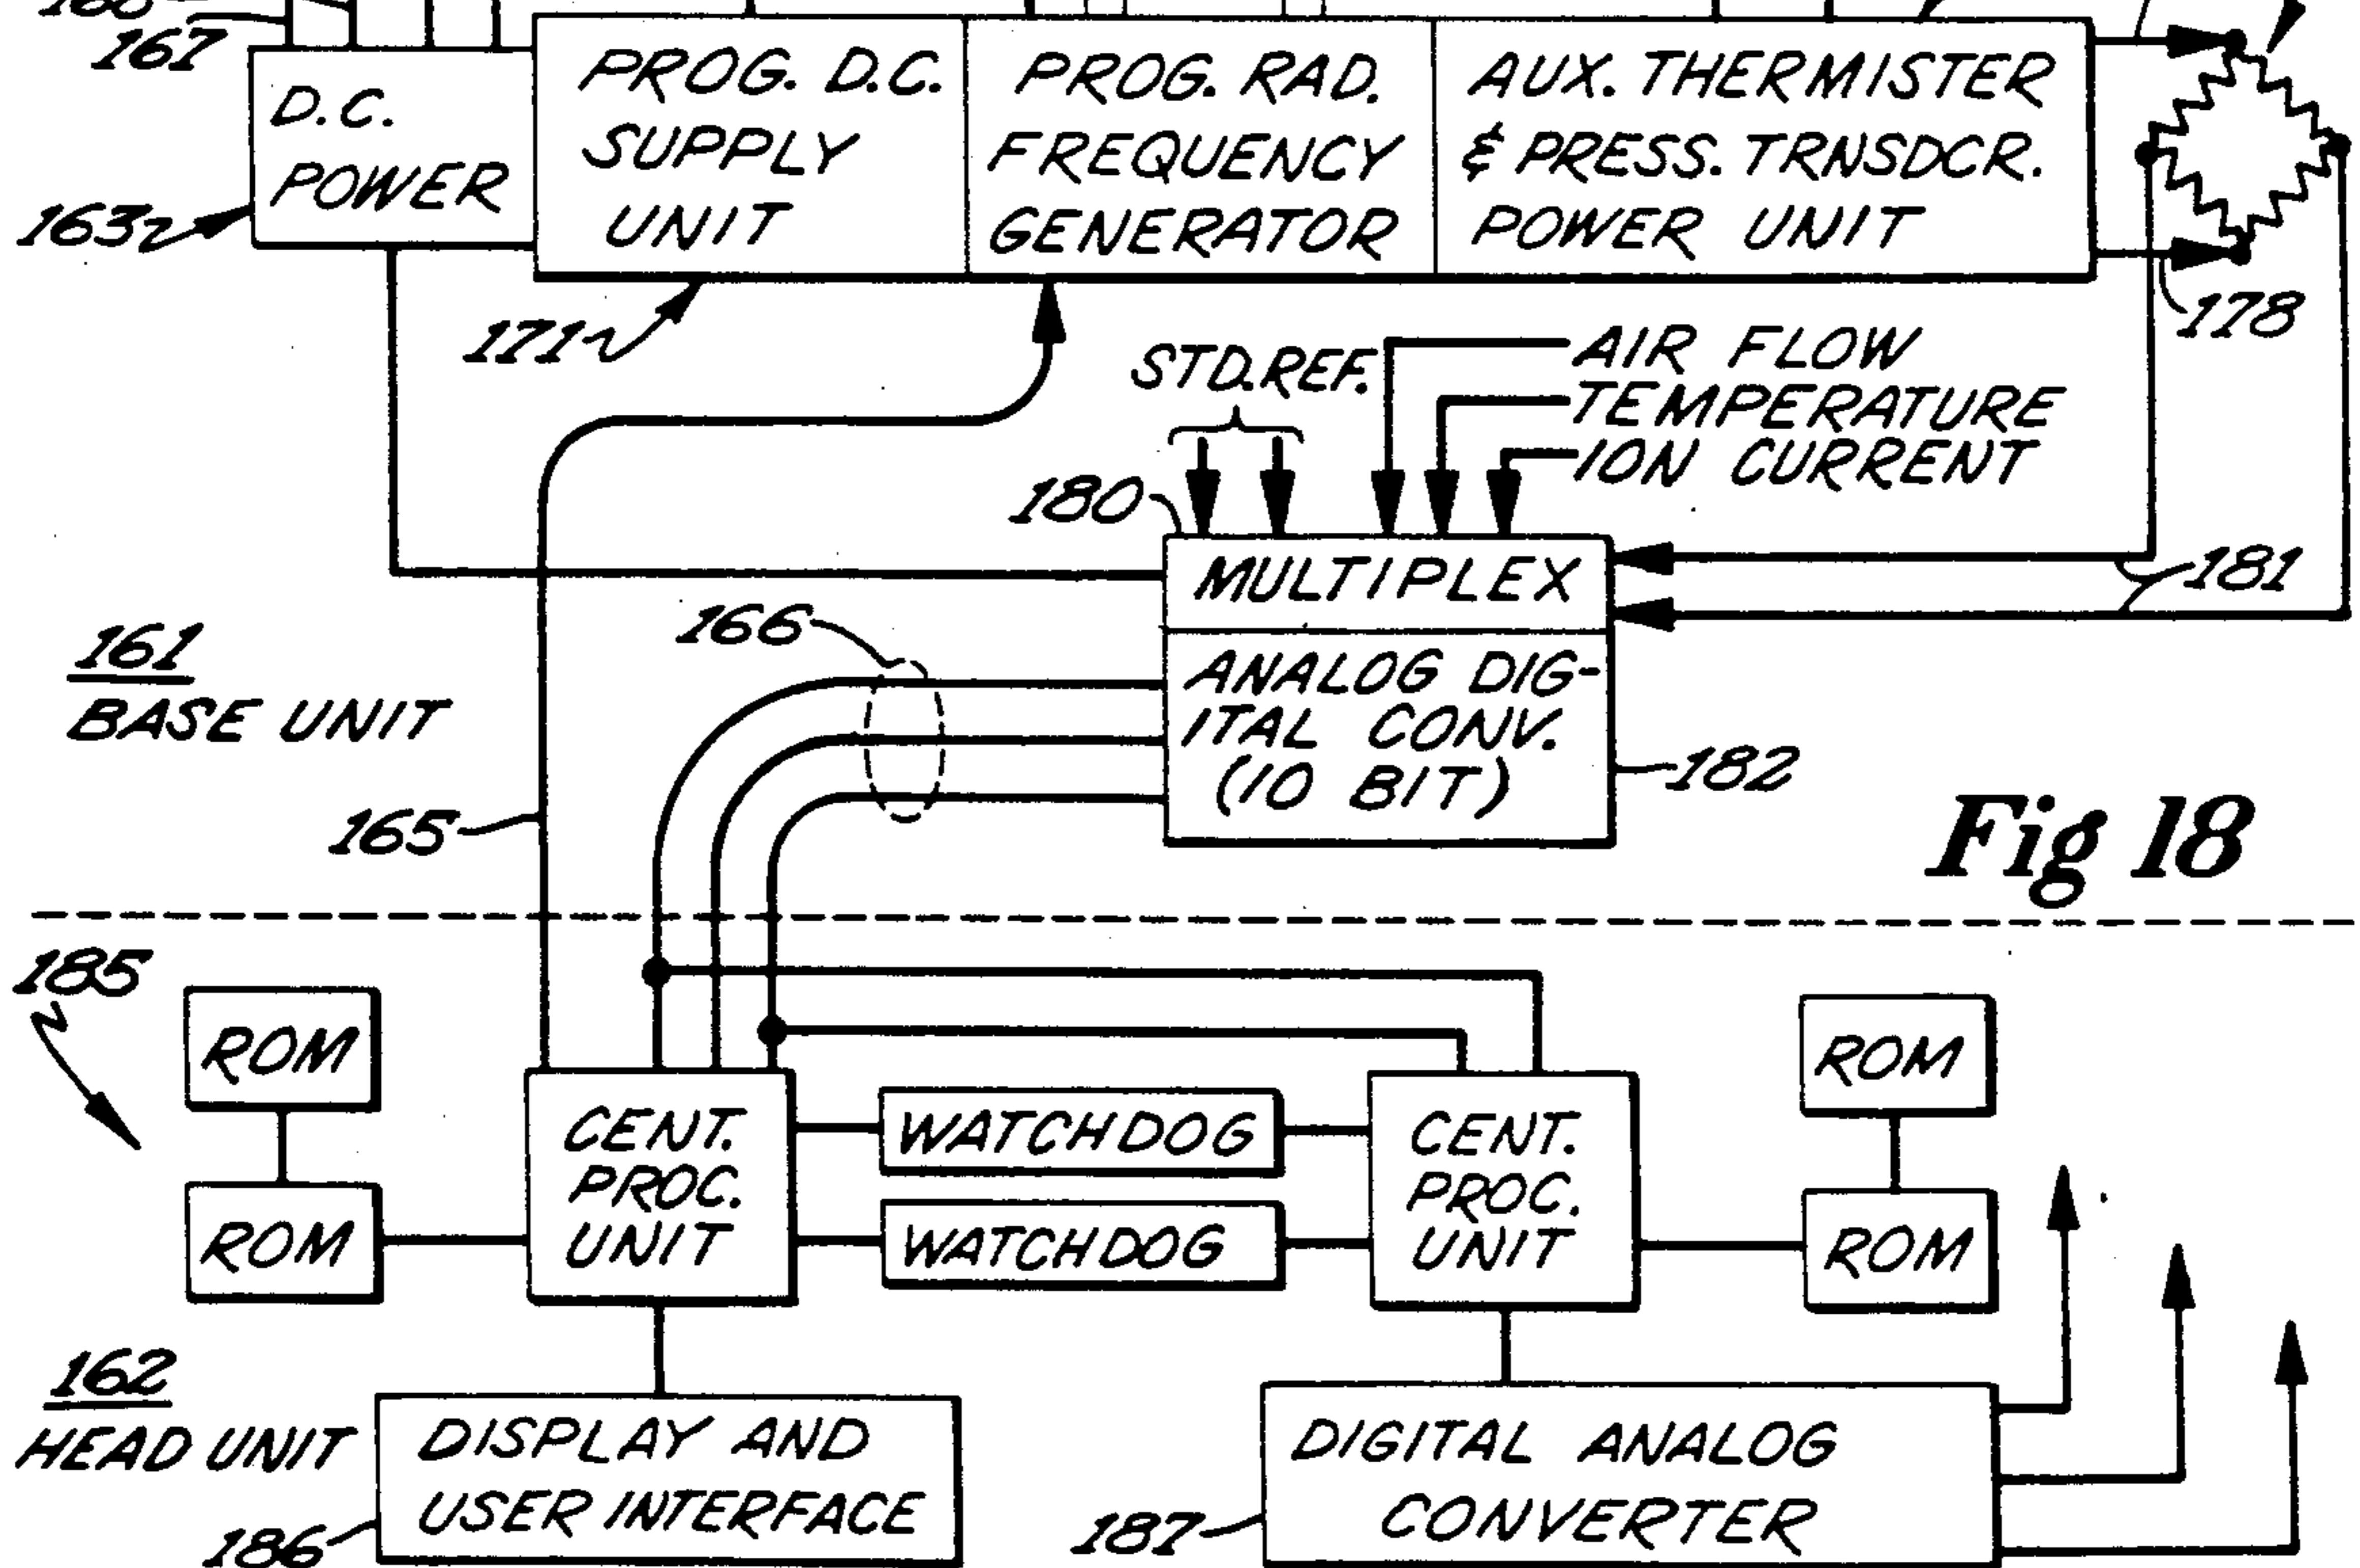 167
D.C.
POWER
163
PROG. D.C.
SUPPLY
UNIT
PROG. RAD.
FREQUENCY
GENERATOR
AUX. THERMISTER
& PRESS. TRNSDCR.
POWER UNIT
171
178
STD. REF.
AIR FLOW
TEMPERATURE
ION CURRENT
180
MULTIPLEX
181
166
161
BASE UNIT
ANALOG DIG-
ITAL CONV.
(10 BIT)
182
165
Fig 18
185
ROM
ROM
CENT.
PROC.
UNIT
WATCHDOG
WATCHDOG
CENT.
PROC.
UNIT
ROM
ROM
162
HEAD UNIT
DISPLAY AND
USER INTERFACE
186
DIGITAL ANALOG
CONVERTER
187